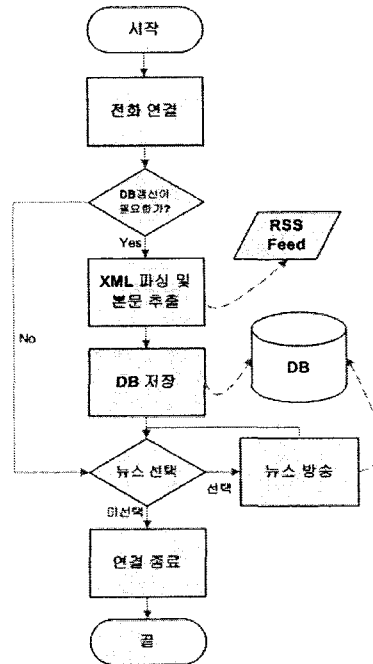 시작
전화 연결
DB갱신이
필요한가?
Yes
RSS
Feed
XML 파싱 및
본문 추출
No
DB 저장
DB
뉴스 선택
선택
뉴스 방송
미선택
연결 종료
끝